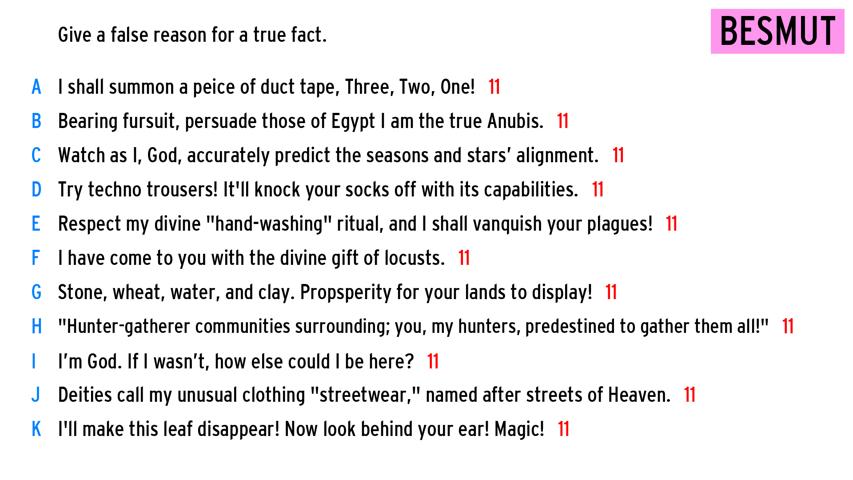 Give a false reason for a true fact.
BESMUT
A I shall summon a peice of duct tape, Three, Two, One! 11
B Bearing fursuit, persuade those of Egypt I am the true Anubis. 11
C Watch as I, God, accurately predict the seasons and stars' alignment. 11
D Try techno trousers! It'll knock your socks off with its capabilities. 11
E Respect my divine "hand-washing" ritual, and I shall vanquish your plagues! 11
F I have come to you with the divine gift of locusts. 11
G Stone, wheat, water, and clay. Propsperity for your lands to display! 11
H "Hunter-gatherer communities surrounding; you, my hunters, predestined to gather them all!" 11
I I'm God. If I wasn't, how else could I be here? 11
J Deities call my unusual clothing "streetwear," named after streets of Heaven. 11
K I'll make this leaf disappear! Now look behind your ear! Magic! 11